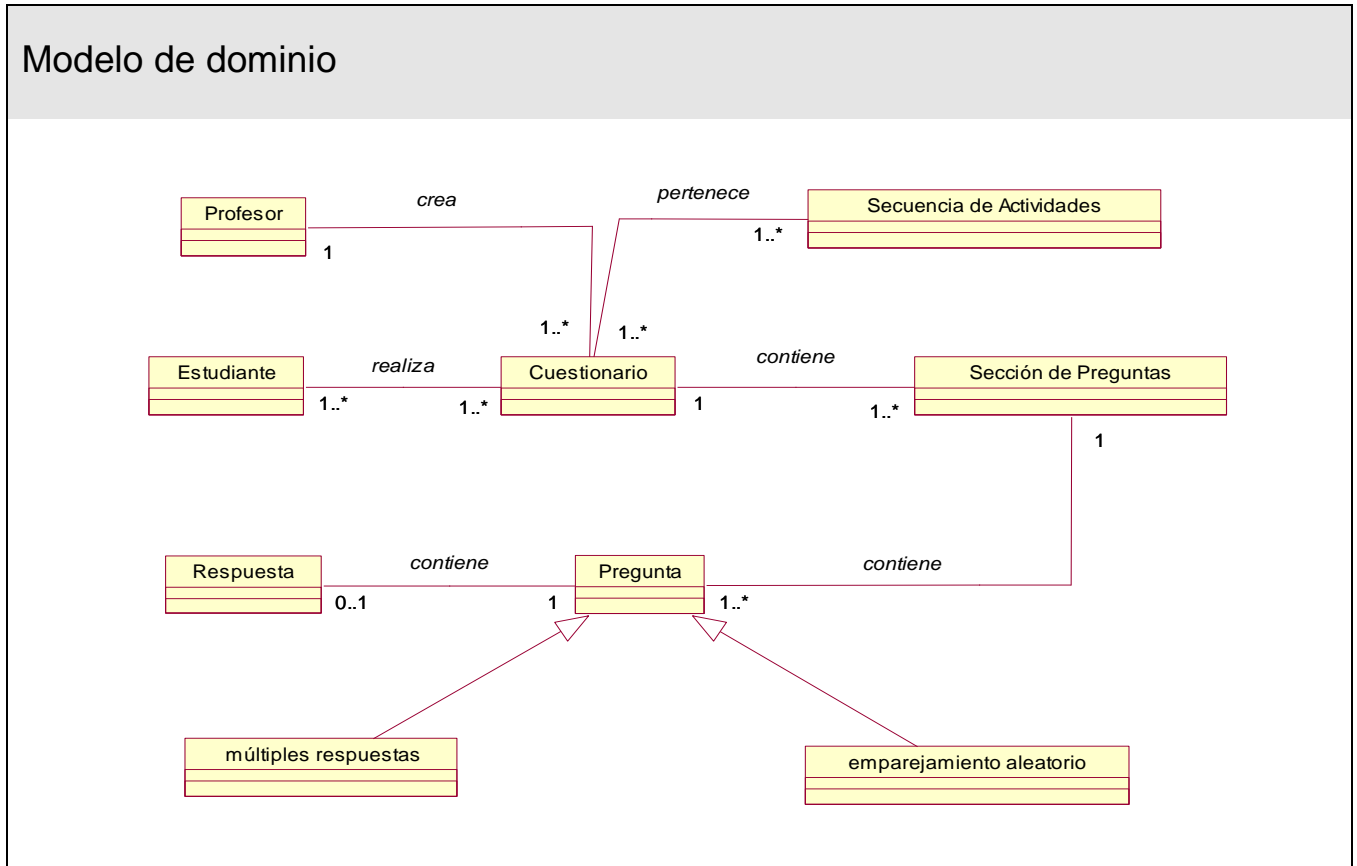 Modelo de dominio
crea
pertenece
Profesor
Secuencia de Actividades
1
1..*
1..*
1..*
Estudiante
realiza
Cuestionario
contiene
Sección de Preguntas
1..*
1..*
1
1..*
1
Respuesta
contiene
Pregunta
contiene
0..1
1
1..*
múltiples respuestas
emparejamiento aleatorio